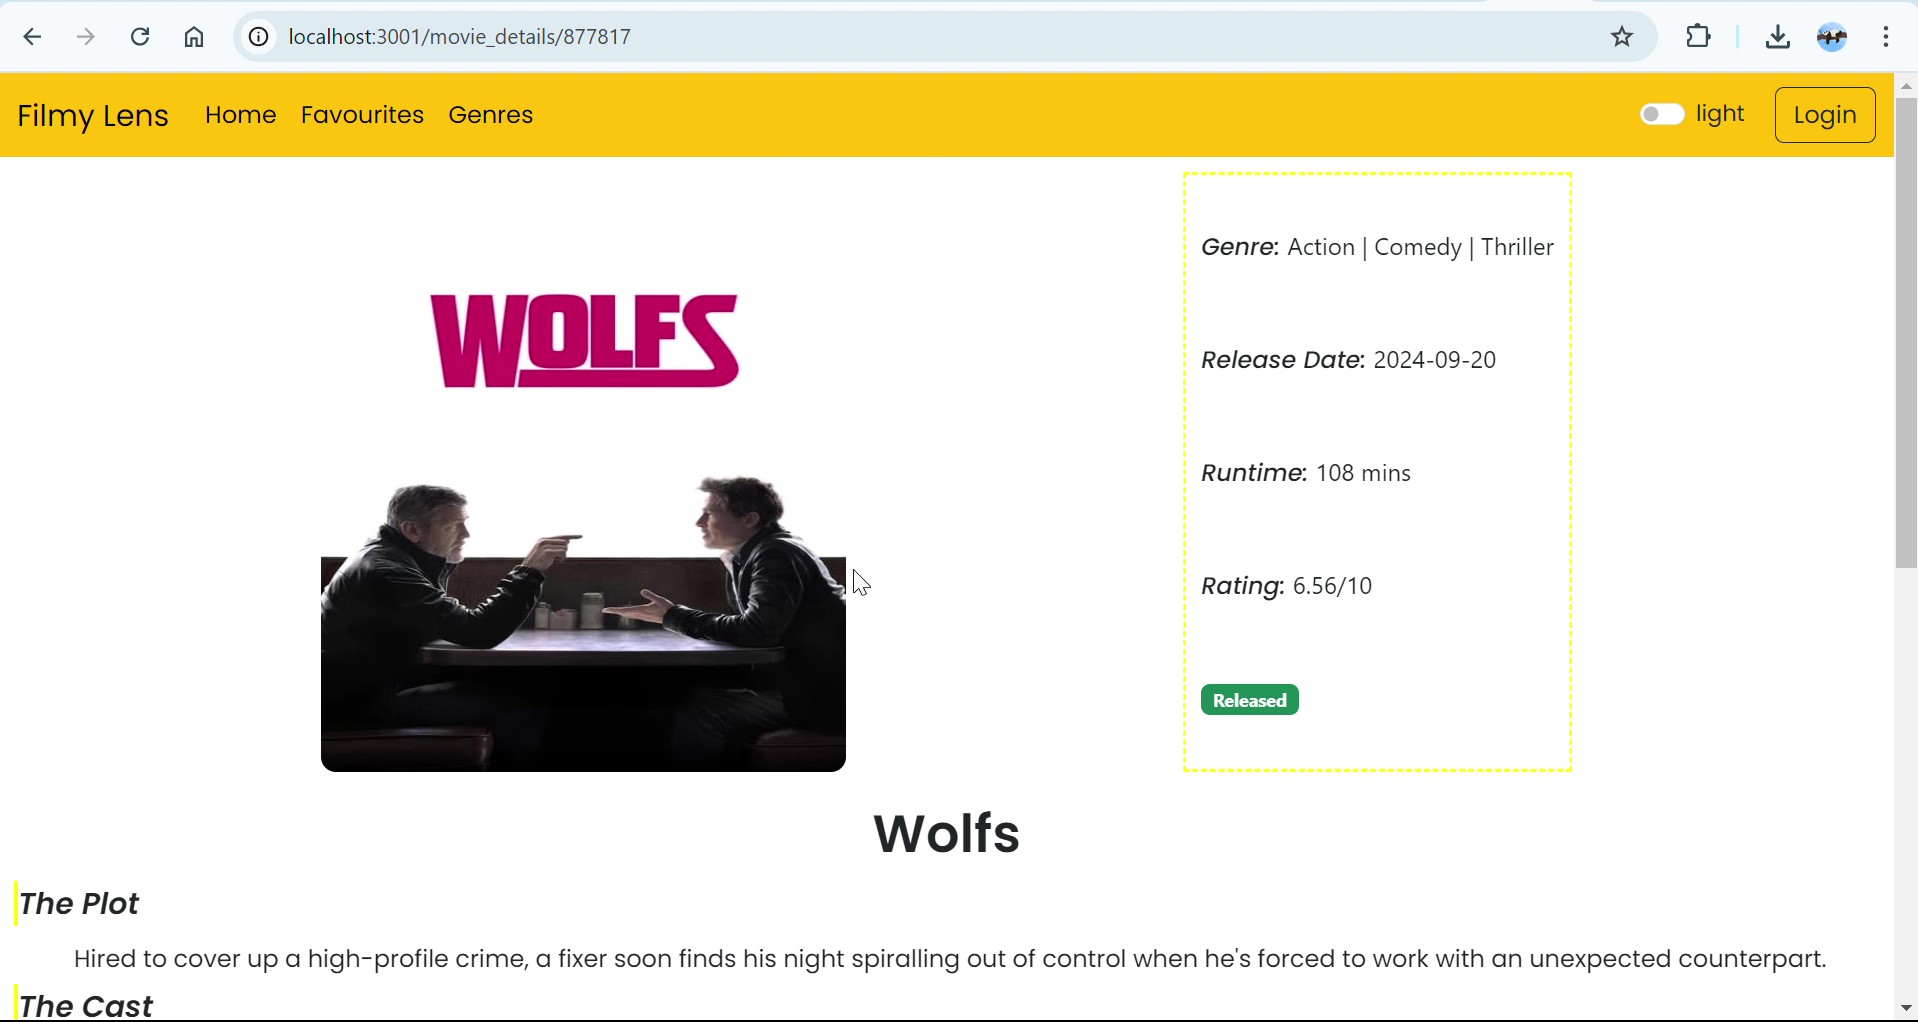 localhost:3001/movie_details/877817
Filmy Lens Home Favourites Genres light Login
WOLFS
Genre: Action | Comedy | Thriller
Release Date: 2024-09-20
Runtime: 108 mins
Rating: 6.56/10
Released
Wolfs
The Plot
Hired to cover up a high-profile crime, a fixer soon finds his night spiralling out of control when he's forced to work with an unexpected counterpart.
The Cast